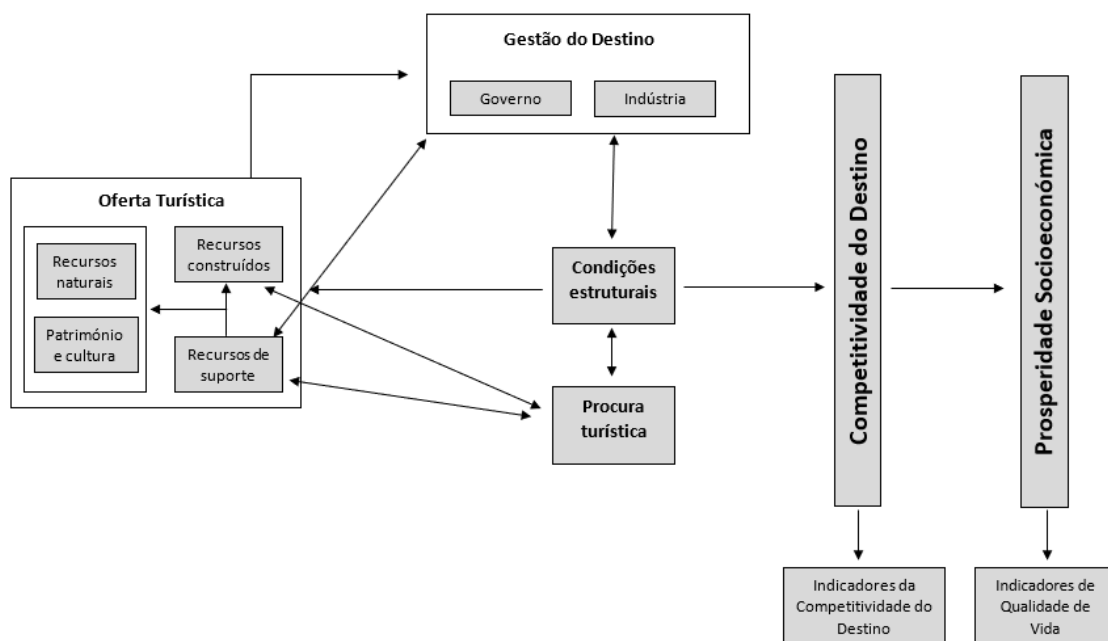 Gestão do Destino
Governo
Indústria
Oferta Turística
Recursos
naturais
Património
e cultura
Recursos
construídos
Recursos de
suporte
Condições
estruturais
Procura
turística
Competitividade do Destino
Prosperidade Socioeconómica
Indicadores da
Competitividade do
Destino
Indicadores de
Qualidade de
Vida